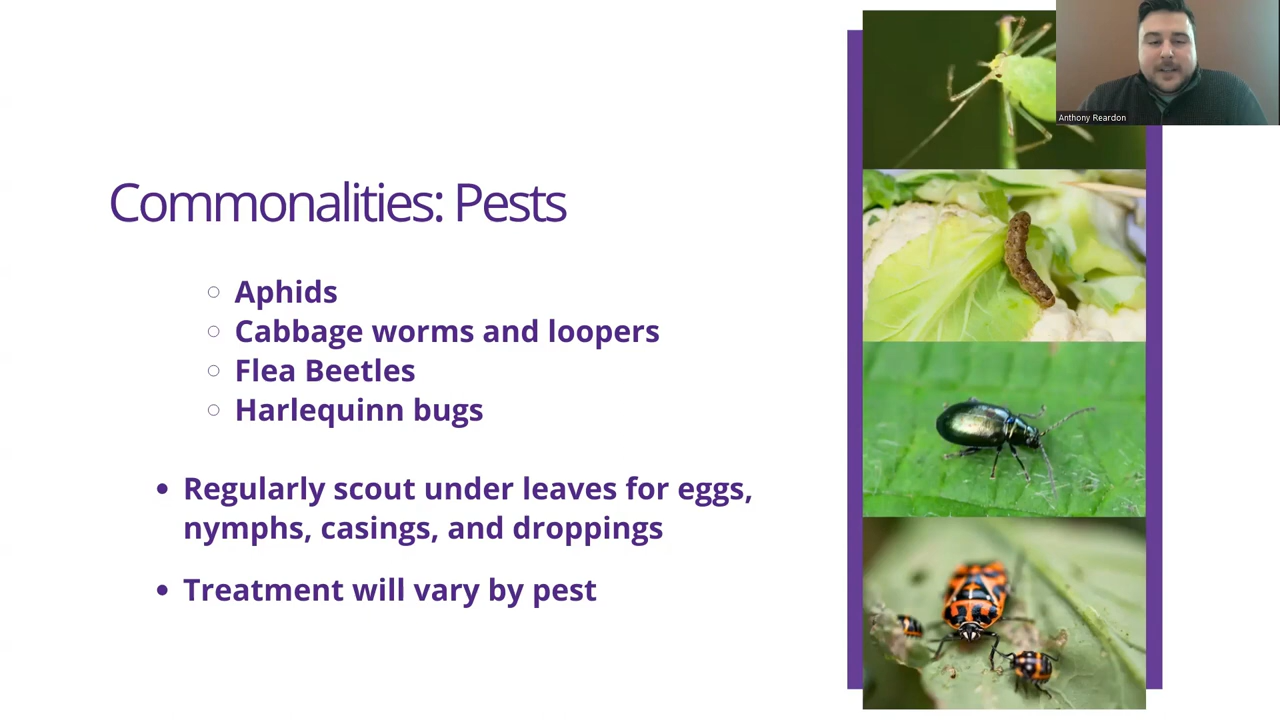 Anthony Reardon
Commonalities: Pests
Aphids
Cabbage worms and loopers
Flea Beetles
Harlequinn bugs
Regularly scout under leaves for eggs,
nymphs, casings, and droppings
Treatment will vary by pest